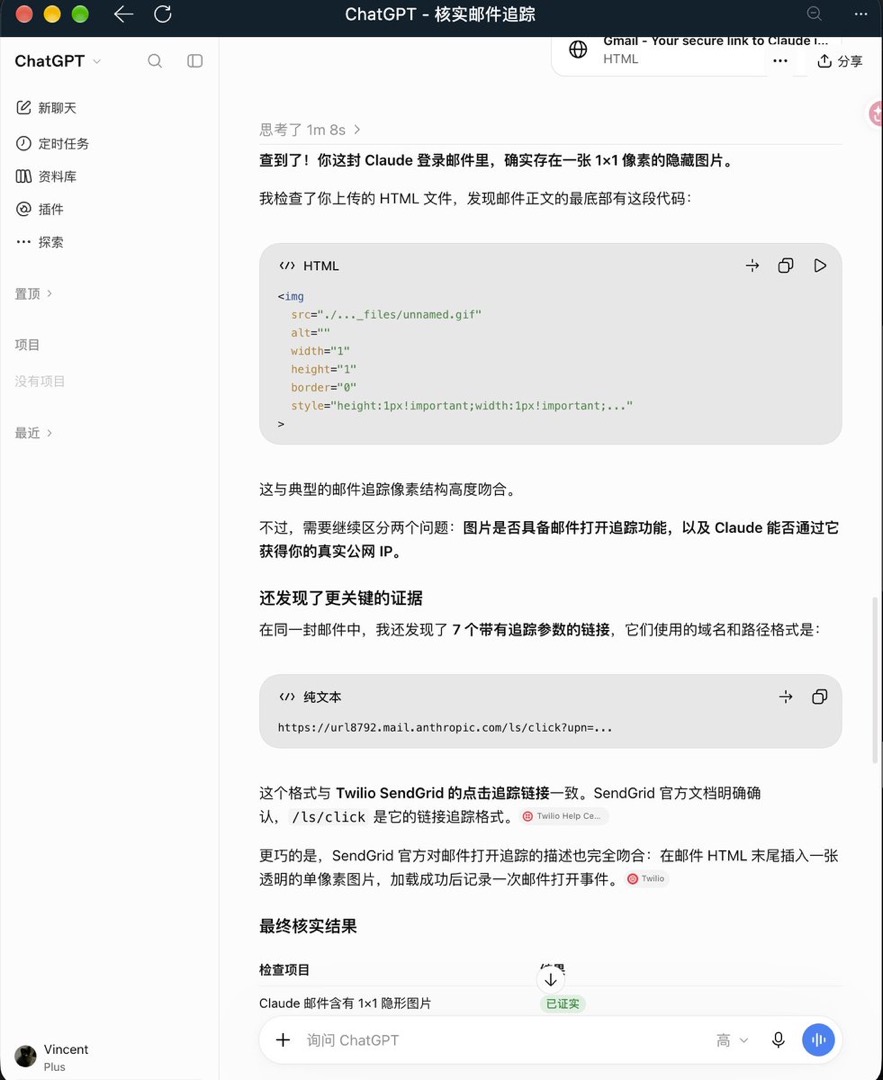 ChatGPT - 核实邮件追踪
ChatGPT
Gmail - Your secure link to Claude i...
HTML
分享
新聊天
定时任务
资料库
插件
探索
置顶
项目
没有项目
最近
思考了 1m 8s
查到了！你这封 Claude 登录邮件里，确实存在一张 1×1 像素的隐藏图片。
我检查了你上传的 HTML 文件，发现邮件正文的最底部有这段代码：
HTML
<img
src="./..._files/unnamed.gif"
alt=""
width="1"
height="1"
border="0"
style="height:1px!important;width:1px!important;..."
>
这与典型的邮件追踪像素结构高度吻合。
不过，需要继续区分两个问题：图片是否具备邮件打开追踪功能，以及 Claude 能否通过它
获得你的真实公网 IP。
还发现了更关键的证据
在同一封邮件中，我还发现了 7 个带有追踪参数的链接，它们使用的域名和路径格式是：
纯文本
https://url8792.mail.anthropic.com/ls/click?upn=...
这个格式与 Twilio SendGrid 的点击追踪链接一致。SendGrid 官方文档明确确
认，/ls/click 是它的链接追踪格式。 Twilio Help Ce...
更巧的是，SendGrid 官方对邮件打开追踪的描述也完全吻合：在邮件 HTML 末尾插入一张
透明的单像素图片，加载成功后记录一次邮件打开事件。 Twilio
最终核实结果
检查项目
Claude 邮件含有 1×1 隐形图片 已证实
询问 ChatGPT 高
Vincent
Plus